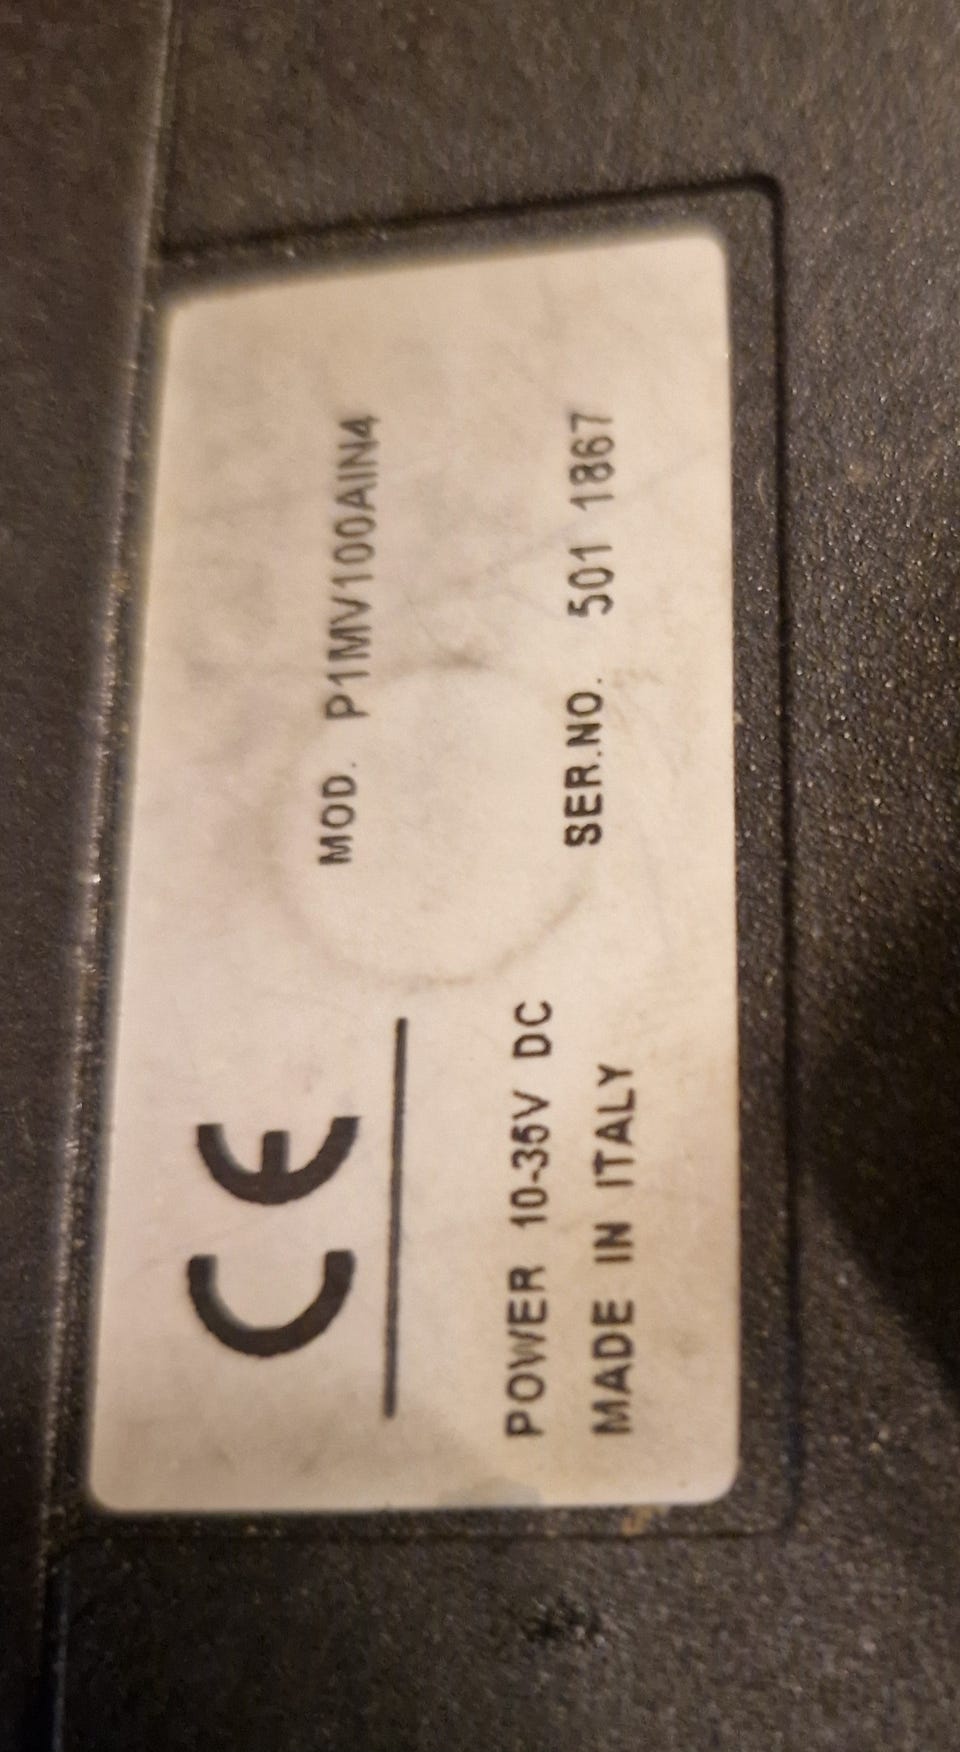 CE
MOD. P1MV100AIN4
POWER 10-35V DC
SER.NO. 501 1867
MADE IN ITALY